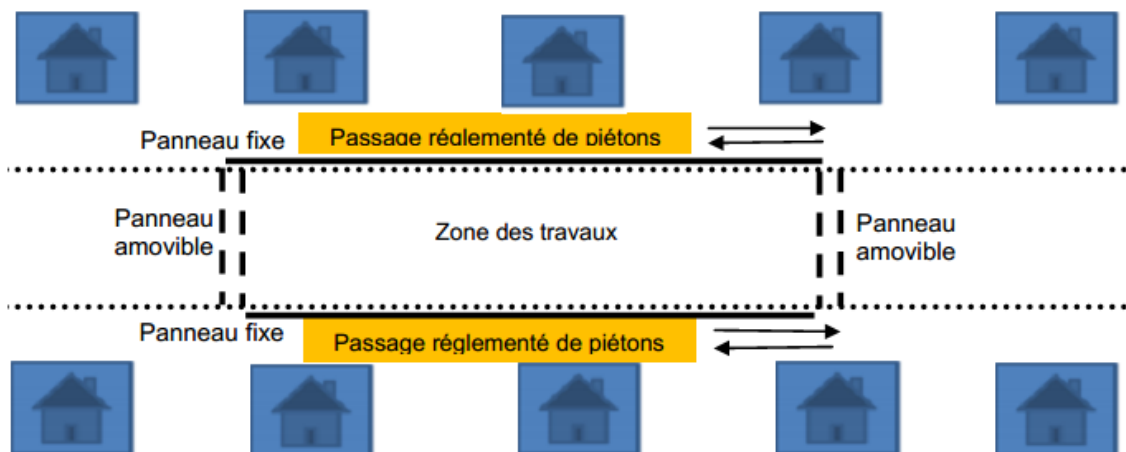 Panneau fixe
Passage réglementé de piétons
Panneau
amovible
Zone des travaux
Panneau
amovible
Panneau fixe
Passage réglementé de piétons